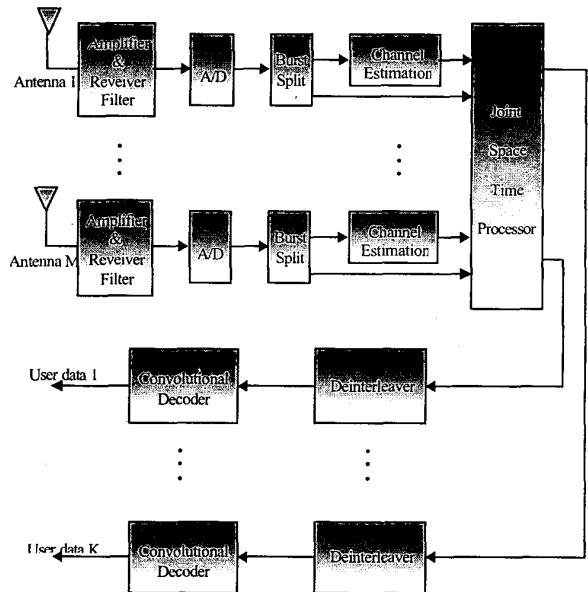 Amplifier
&
Reveiver
Filter
Antenna 1
A/D
Burst
Split
Channel
Estimation
Joint
Space
Time
Processor
Amplifier
&
Reveiver
Filter
Antenna M
A/D
Burst
Split
Channel
Estimation
User data 1
Convolutional
Decoder
Deinterleaver
User data K
Convolutional
Decoder
Deinterleaver